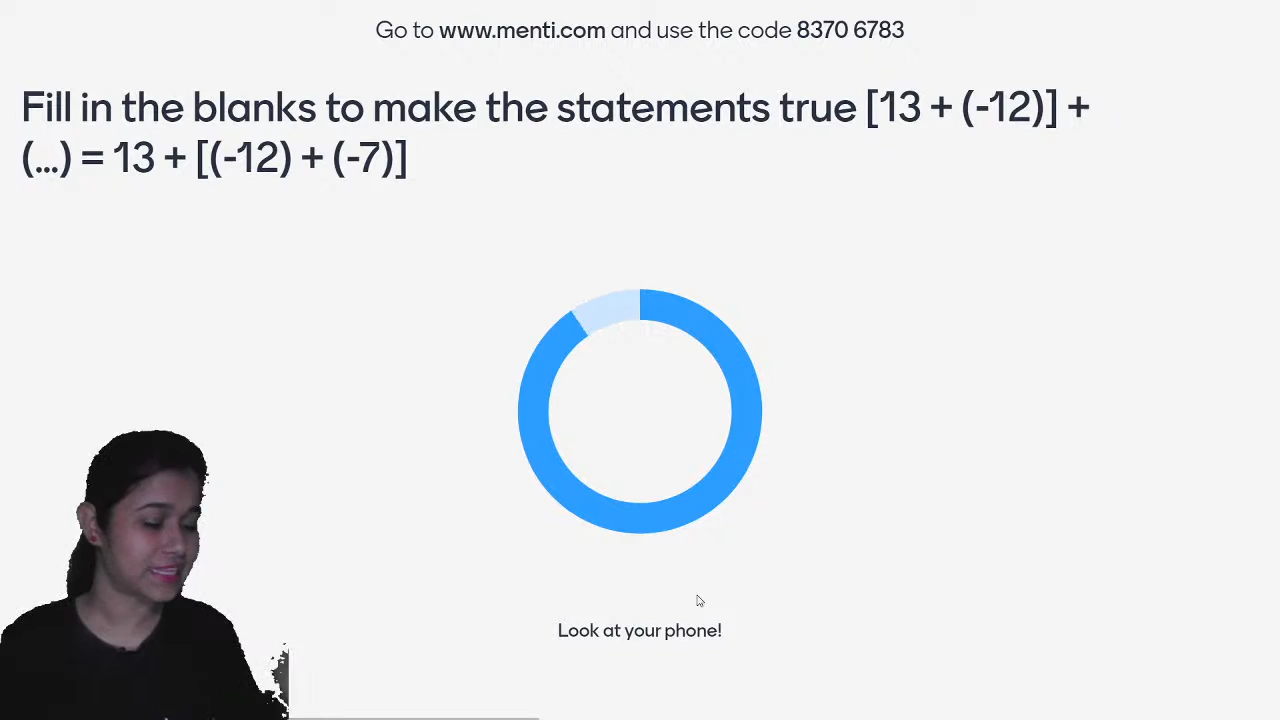 Go to www.menti.com and use the code 8370 6783
Fill in the blanks to make the statements true [13 + (-12)] +
(...) = 13 + [(-12) + (-7)]
Look at your phone!